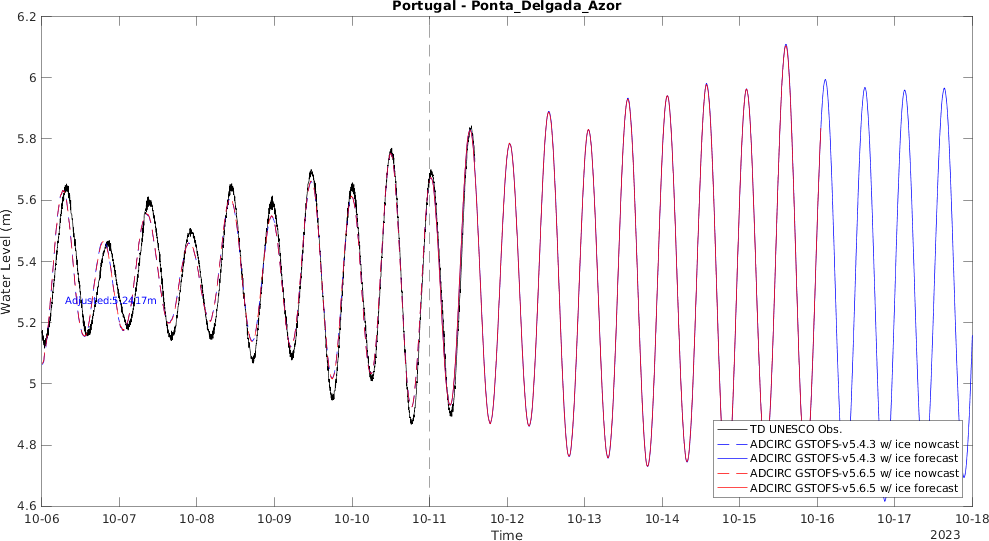 Portugal - Ponta_Delgada_Azor
6.2
6
5.8
5.6
5.4
5.2
5
4.8
4.6
Water Level (m)
Adjusted:5.2417m
TD UNESCO Obs.
ADCIRC GSTOFS-v5.4.3 w/ ice nowcast
ADCIRC GSTOFS-v5.4.3 w/ ice forecast
ADCIRC GSTOFS-v5.6.5 w/ ice nowcast
ADCIRC GSTOFS-v5.6.5 w/ ice forecast
10-06 10-07 10-08 10-09 10-10 10-11 10-12 10-13 10-14 10-15 10-16 10-17 10-18
Time
2023